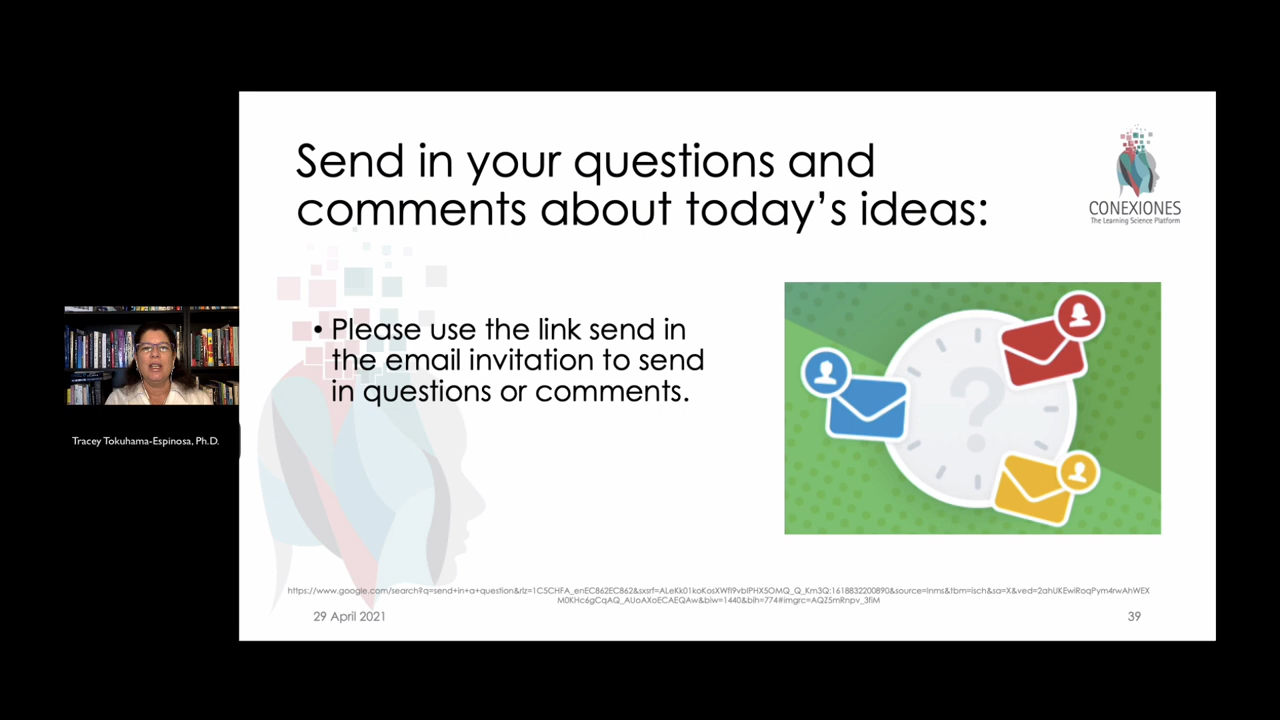 Send in your questions and
comments about today's ideas:
CONEXIONES
The Learning Science Platform
• Please use the link send in
the email invitation to send
in questions or comments.
?
Tracey Tokuhama-Espinosa, Ph.D.
29 April 2021
39